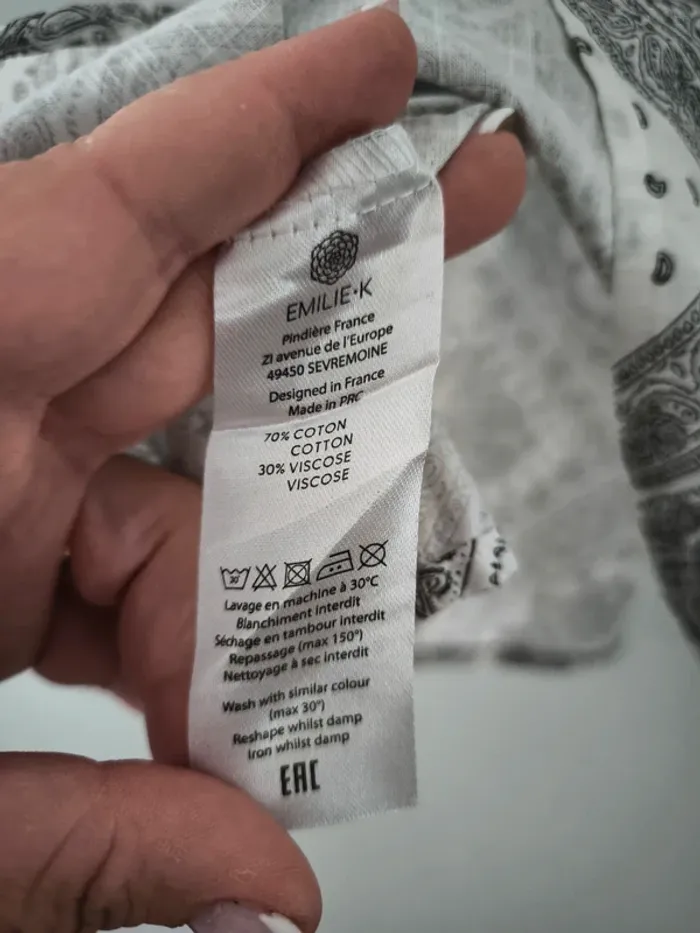 EMILIE·K
Pindière France
ZI avenue de l'Europe
49450 SEVREMOINE
Designed in France
Made in PRC
70% COTON
COTTON
30% VISCOSE
VISCOSE
30°
Lavage en machine à 30°C
Blanchiment interdit
Séchage en tambour interdit
Repassage (max 150°)
Nettoyage à sec interdit
Wash with similar colour
(max 30°)
Reshape whilst damp
Iron whilst damp
EAC